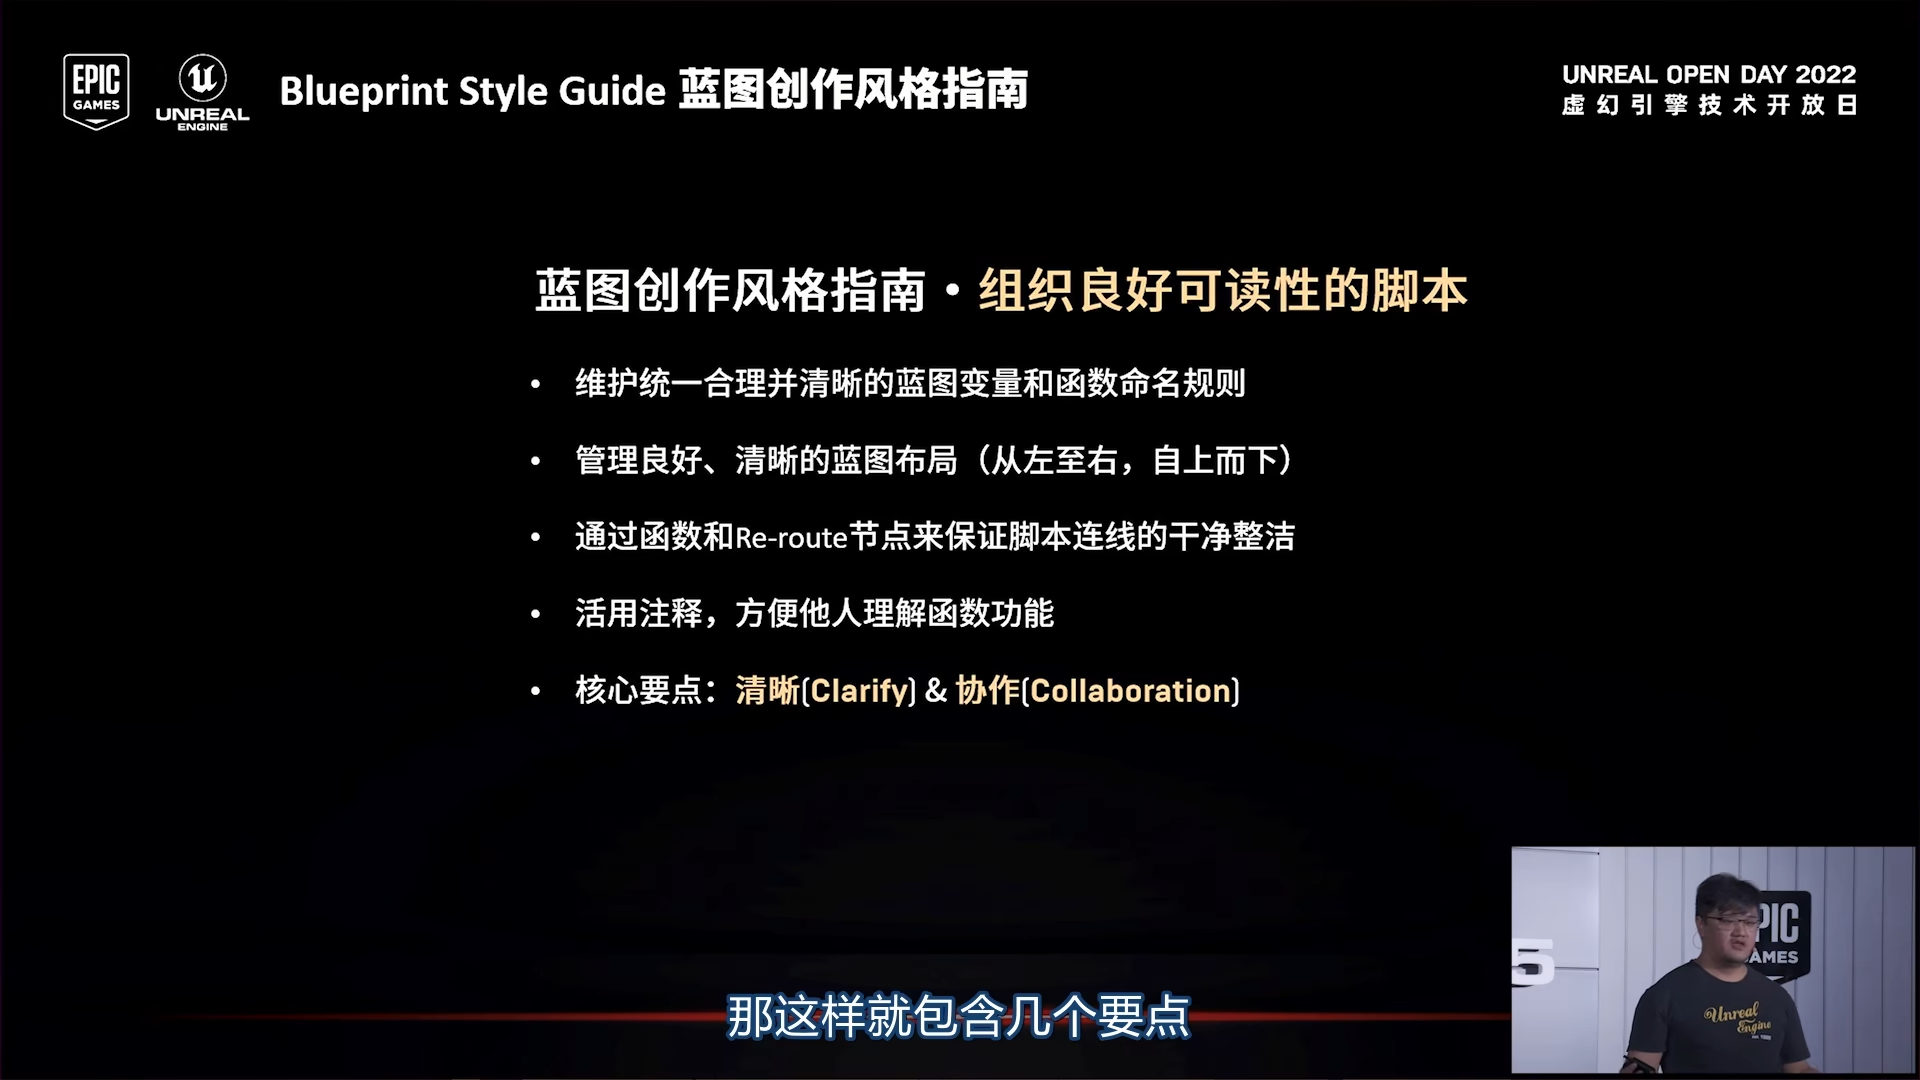 EPIC
GAMES
UNREAL
ENGINE
Blueprint Style Guide 蓝图创作风格指南
UNREAL OPEN DAY 2022
虚幻引擎技术开放日
蓝图创作风格指南・组织良好可读性的脚本
• 维护统一合理并清晰的蓝图变量和函数命名规则
• 管理良好、清晰的蓝图布局（从左至右，自上而下）
• 通过函数和Re-route节点来保证脚本连线的干净整洁
• 活用注释，方便他人理解函数功能
• 核心要点：清晰(Clarify) & 协作(Collaboration)
5
PIC
AMES
Unreal
Engine
那这样就包含几个要点